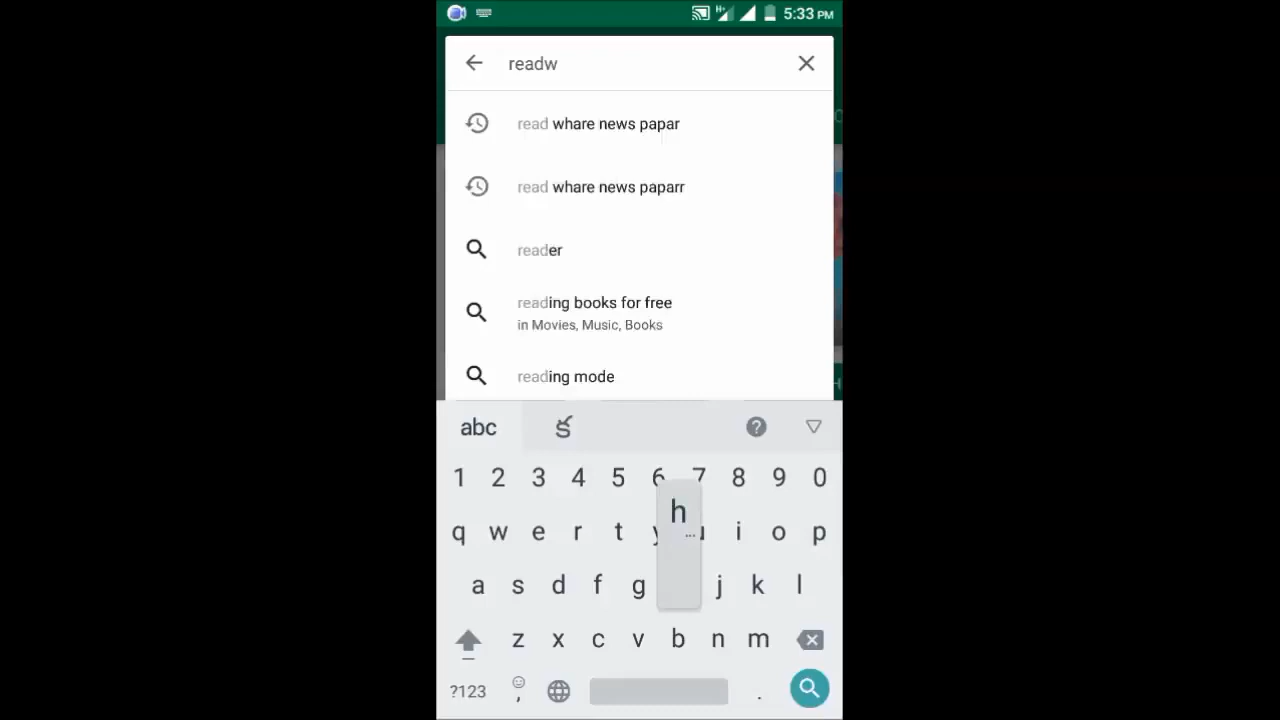 5:33 PM
readw
read whare news papar
read whare news paparr
reader
reading books for free
in Movies, Music, Books
reading mode
abc క
1 2 3 4 5 6 7 8 9 0
h
q w e r t y u i o p
a s d f g j k l
z x c v b n m
?123 , .